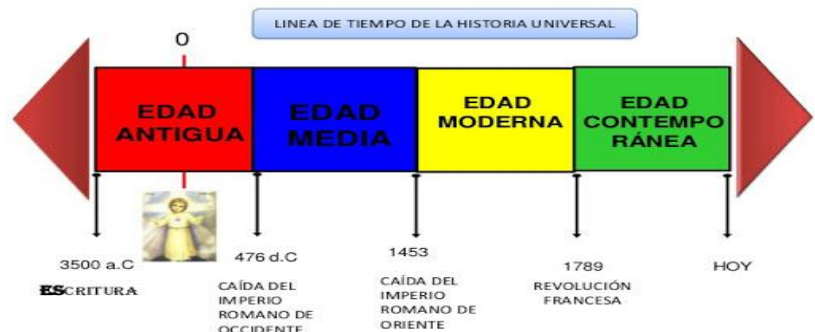 LINEA DE TIEMPO DE LA HISTORIA UNIVERSAL
0
EDAD
ANTIGUA
EDAD
MEDIA
EDAD
MODERNA
EDAD
CONTEMPO
RÁNEA
3500 a.C
ESCRITURA
476 d.C
CAÍDA DEL
IMPERIO
ROMANO DE
OCCIDENTE
1453
CAÍDA DEL
IMPERIO
ROMANO DE
ORIENTE
1789
REVOLUCIÓN
FRANCESA
HOY